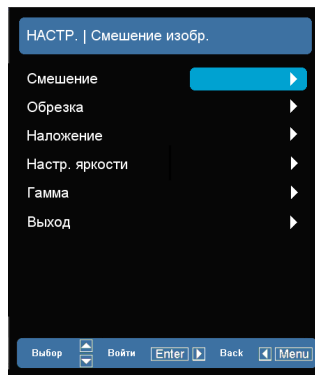 НАСТР. | Смешение изобр.
Смешение
Обрезка
Наложение
Настр. яркости
Гамма
Выход
Выбор Войти Enter Back Menu